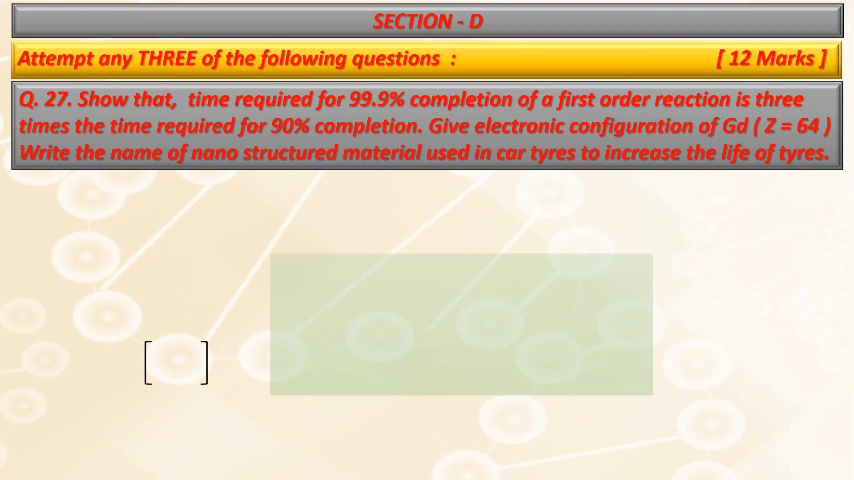 SECTION - D
Attempt any THREE of the following questions : [ 12 Marks ]
Q. 27. Show that, time required for 99.9% completion of a first order reaction is three
times the time required for 90% completion. Give electronic configuration of Gd ( Z = 64 )
Write the name of nano structured material used in car tyres to increase the life of tyres.